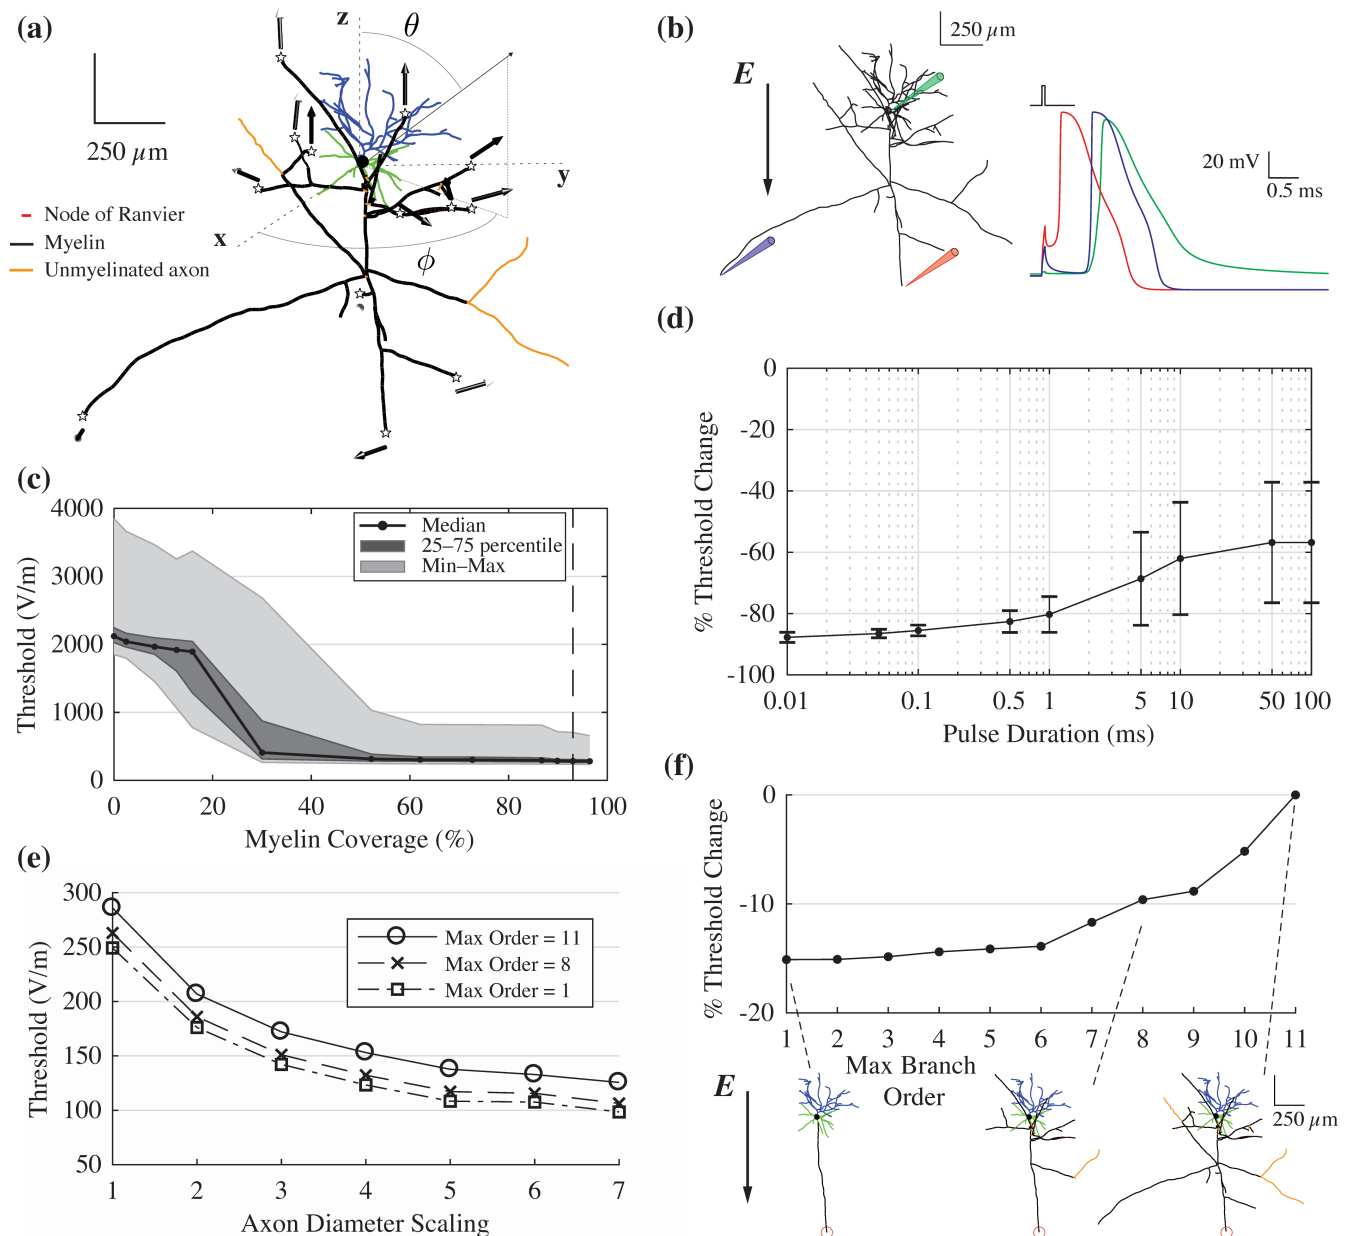 (a)
z
θ
250 µm
y
x
ϕ
Node of Ranvier
Myelin
Unmyelinated axon
(b)
250 µm
E
20 mV
0.5 ms
(c)
4000
3000
2000
1000
0
Threshold (V/m)
Median
25–75 percentile
Min–Max
0 20 40 60 80 100
Myelin Coverage (%)
(d)
0
-20
-40
-60
-80
-100
% Threshold Change
0.01 0.1 0.5 1 5 10 50 100
Pulse Duration (ms)
(e)
300
250
200
150
100
50
Threshold (V/m)
Max Order = 11
Max Order = 8
Max Order = 1
1 2 3 4 5 6 7
Axon Diameter Scaling
(f)
0
-10
-20
% Threshold Change
1 2 3 4 5 6 7 8 9 10 11
Max Branch
Order
E
250 µm